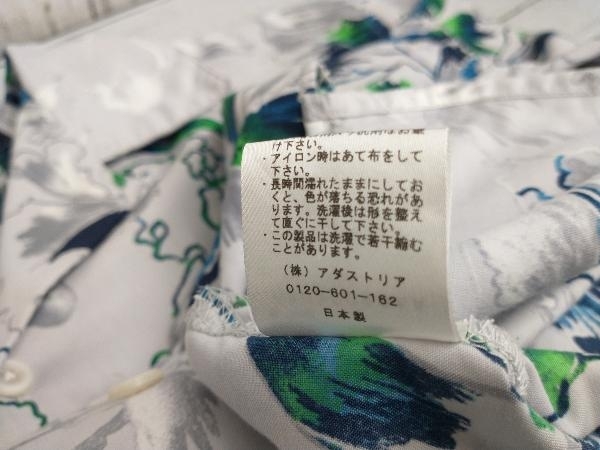 け下さい。
・アイロン時はあて布をして
下さい。
・長時間濡れたままにしてお
くと、色が落ちる恐れがあ
ります。洗濯後は形を整え
て直ぐに干して下さい。
・この製品は洗濯で若干縮む
ことがあります。
(株) アダストリア
0120-601-162
日本製